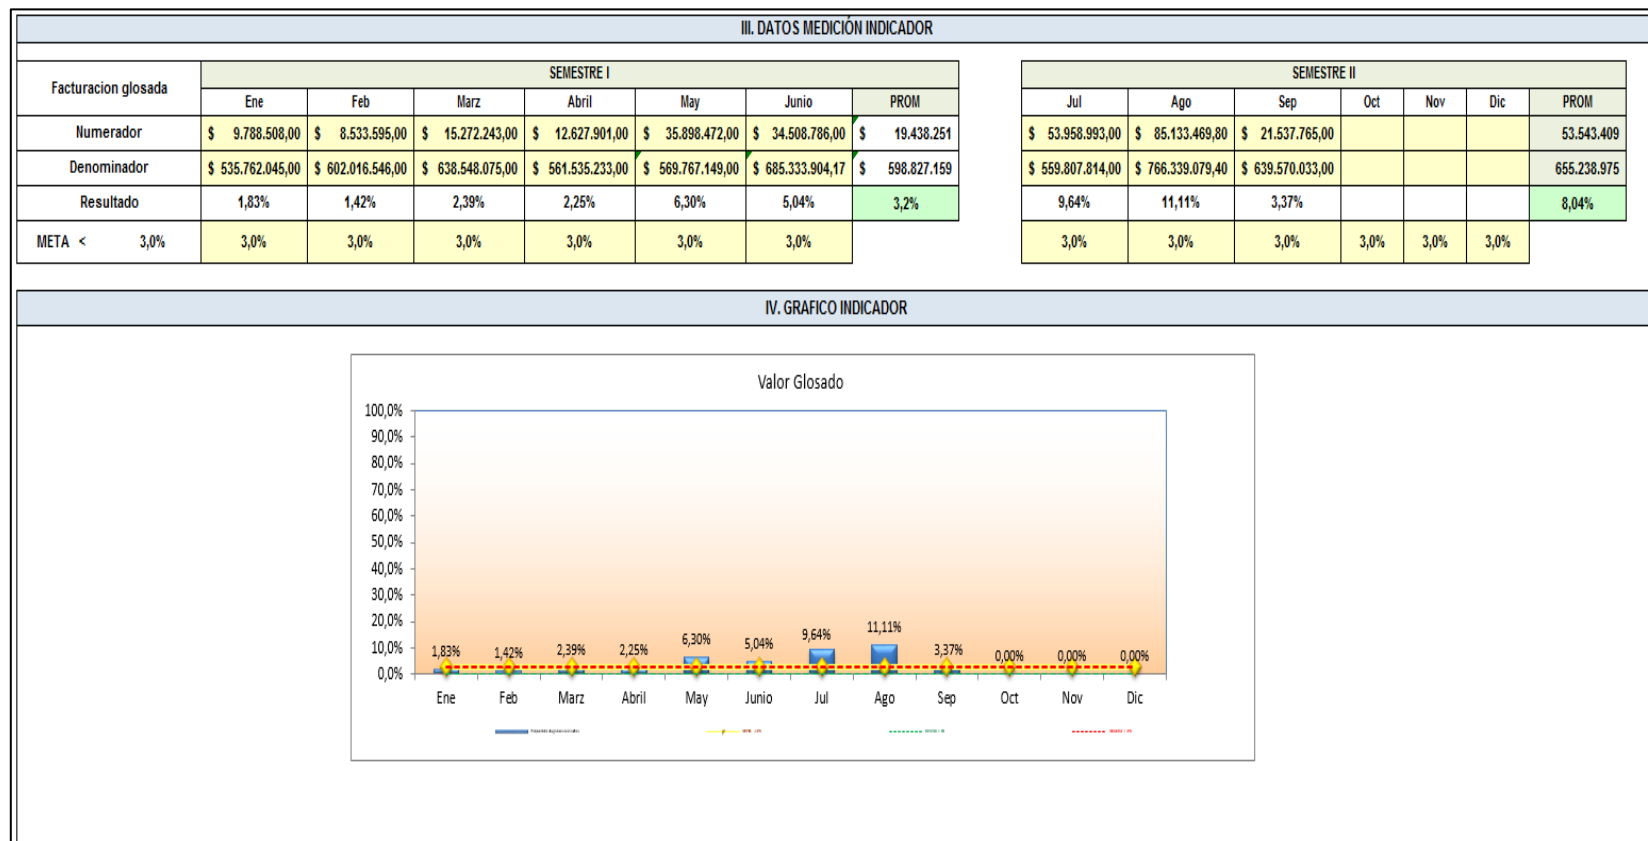 III. DATOS MEDICIÓN INDICADOR
Facturacion glosada SEMESTRE I SEMESTRE II
Ene Feb Marz Abril May Junio PROM Jul Ago Sep Oct Nov Dic PROM
Numerador $ 9.788.508,00 $ 8.533.595,00 $ 15.272.243,00 $ 12.627.901,00 $ 35.898.472,00 $ 34.508.786,00 $ 19.438.251 $ 53.958.993,00 $ 85.133.469,80 $ 21.537.765,00 53.543.409
Denominador $ 535.762.045,00 $ 602.016.546,00 $ 638.548.075,00 $ 561.535.233,00 $ 569.767.149,00 $ 685.333.904,17 $ 598.827.159 $ 559.807.814,00 $ 766.339.079,40 $ 639.570.033,00 655.238.975
Resultado 1,83% 1,42% 2,39% 2,25% 6,30% 5,04% 3,2% 9,64% 11,11% 3,37% 8,04%
META < 3,0% 3,0% 3,0% 3,0% 3,0% 3,0% 3,0% 3,0% 3,0% 3,0% 3,0% 3,0% 3,0%
IV. GRAFICO INDICADOR
Valor Glosado
100,0%
90,0%
80,0%
70,0%
60,0%
50,0%
40,0%
30,0%
20,0%
10,0%
0,0%
1,83% 1,42% 2,39% 2,25% 6,30% 5,04% 9,64% 11,11% 3,37% 0,00% 0,00% 0,00%
Ene Feb Marz Abril May Junio Jul Ago Sep Oct Nov Dic